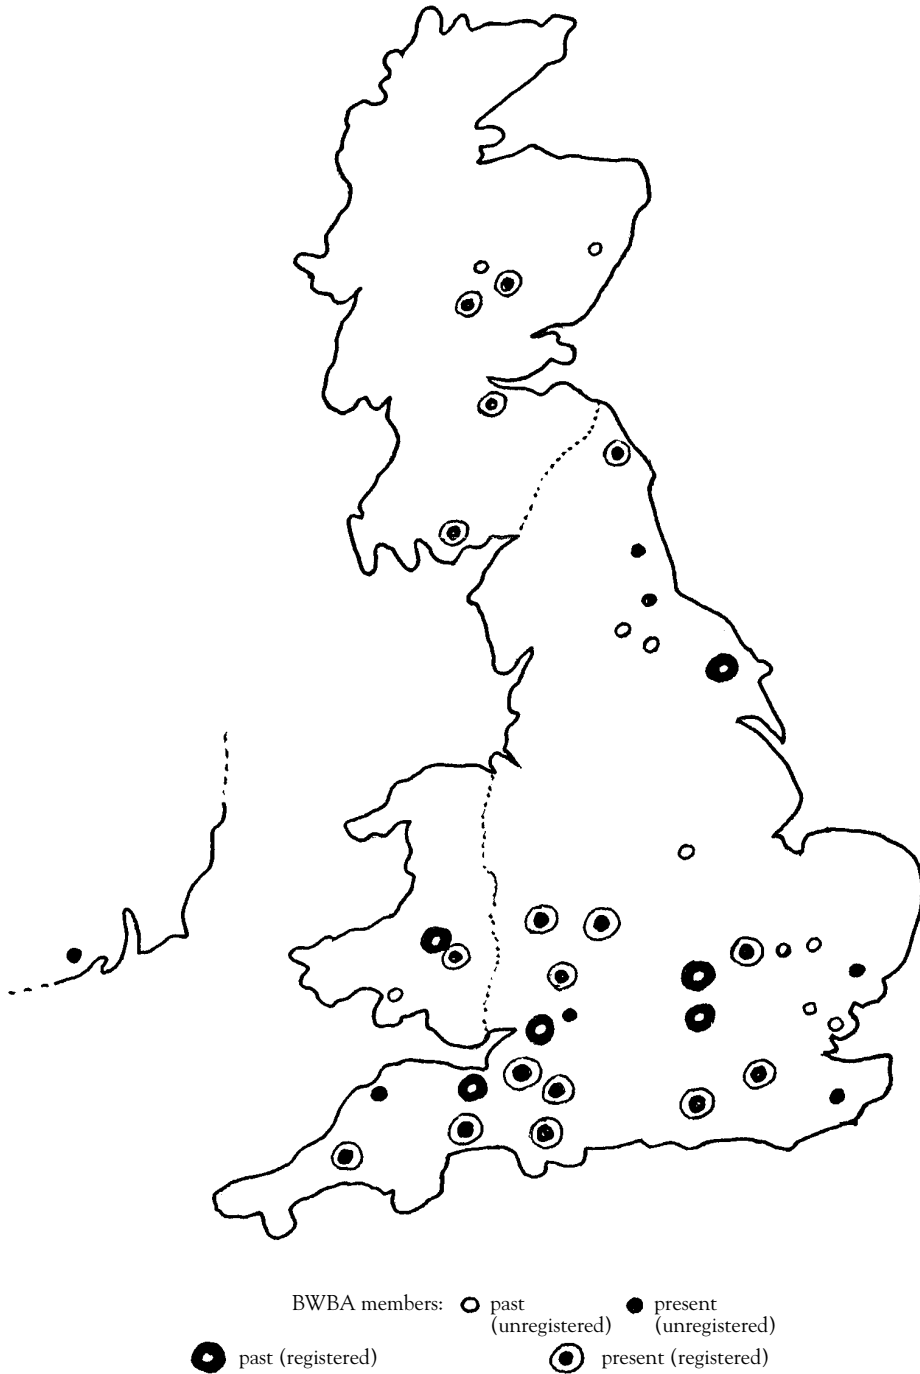 BWBA members: past present
(unregistered) (unregistered)
past (registered) present (registered)